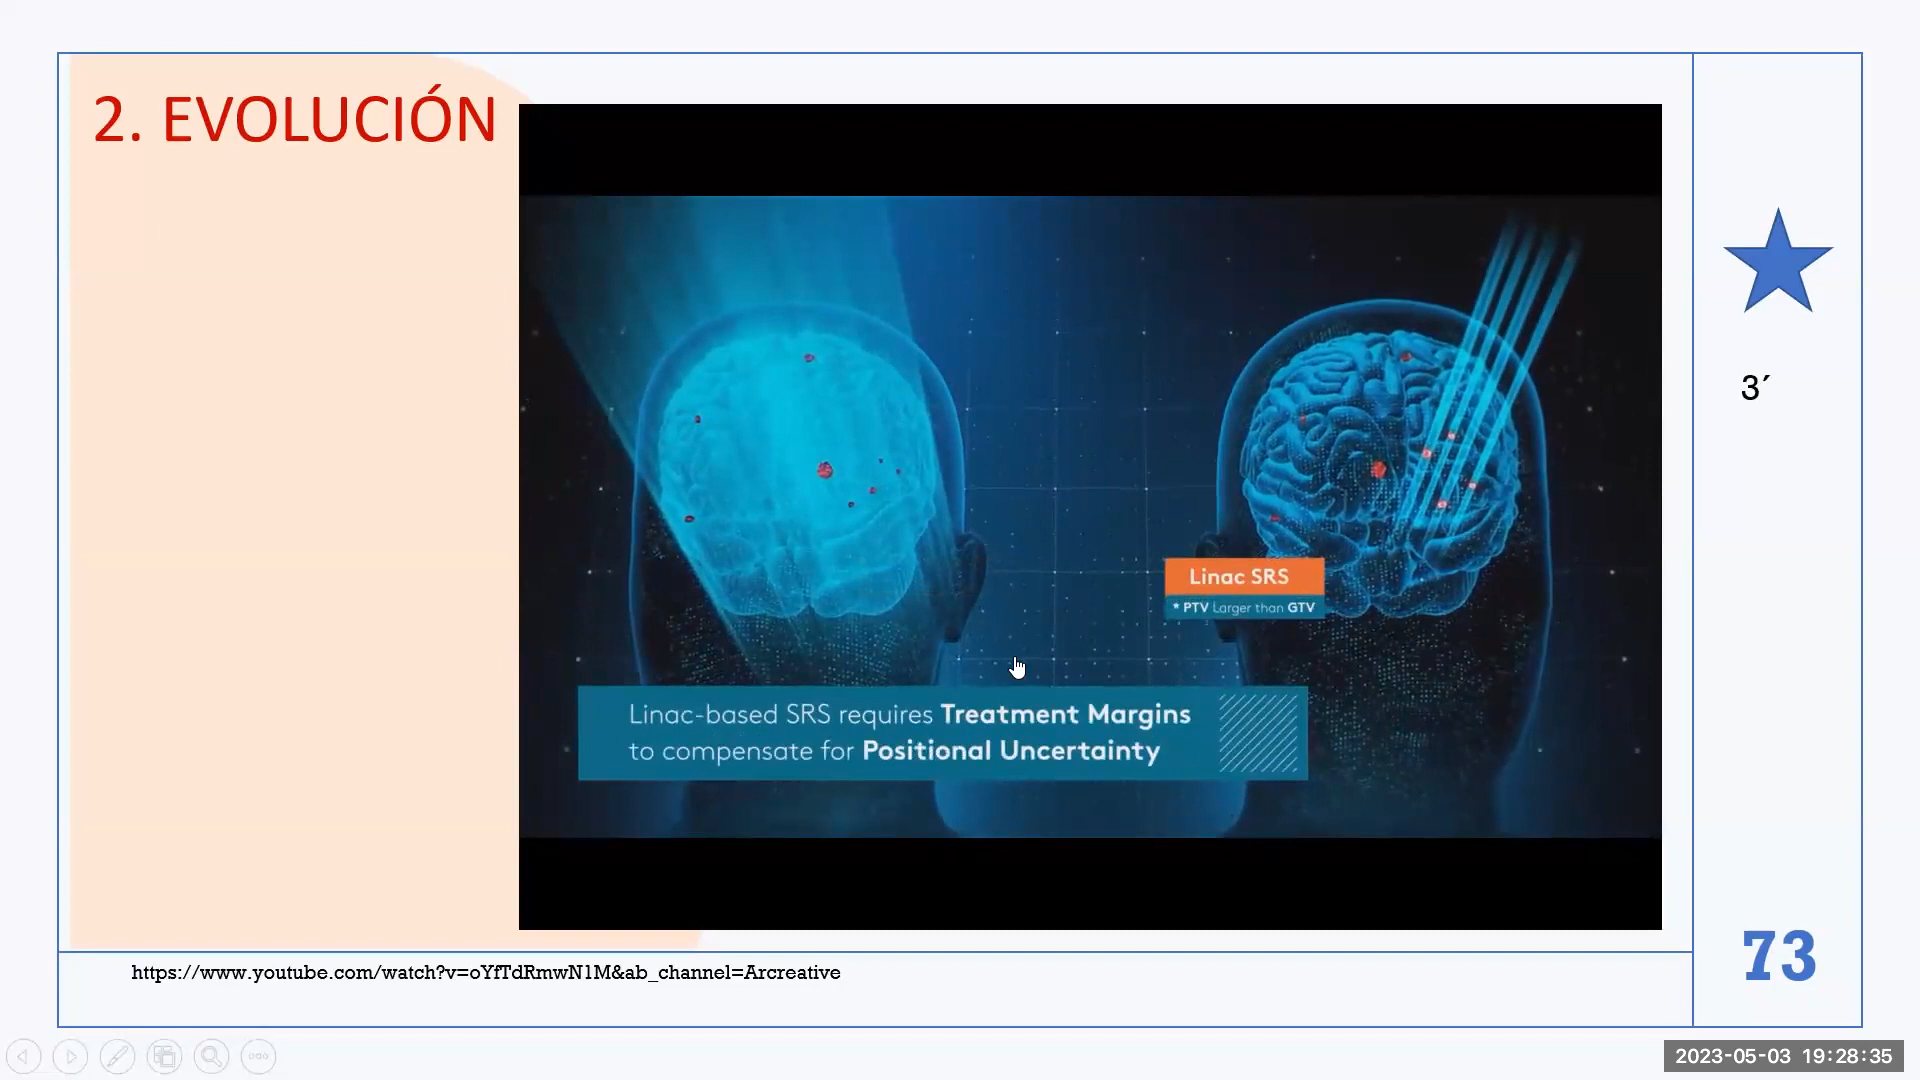 2. EVOLUCIÓN
Linac SRS
* PTV Larger than GTV
Linac-based SRS requires Treatment Margins
to compensate for Positional Uncertainty
3´
73
https://www.youtube.com/watch?v=oYfTdRmwN1M&ab_channel=Arcreative
2023-05-03 19:28:35